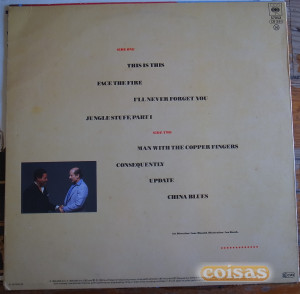 SIDE ONE
THIS IS THIS
FACE THE FIRE
I'LL NEVER FORGET YOU
JUNGLE STUFF, PART I
SIDE TWO
MAN WITH THE COPPER FINGERS
CONSEQUENTLY
UPDATE
CHINA BLUES
coisas